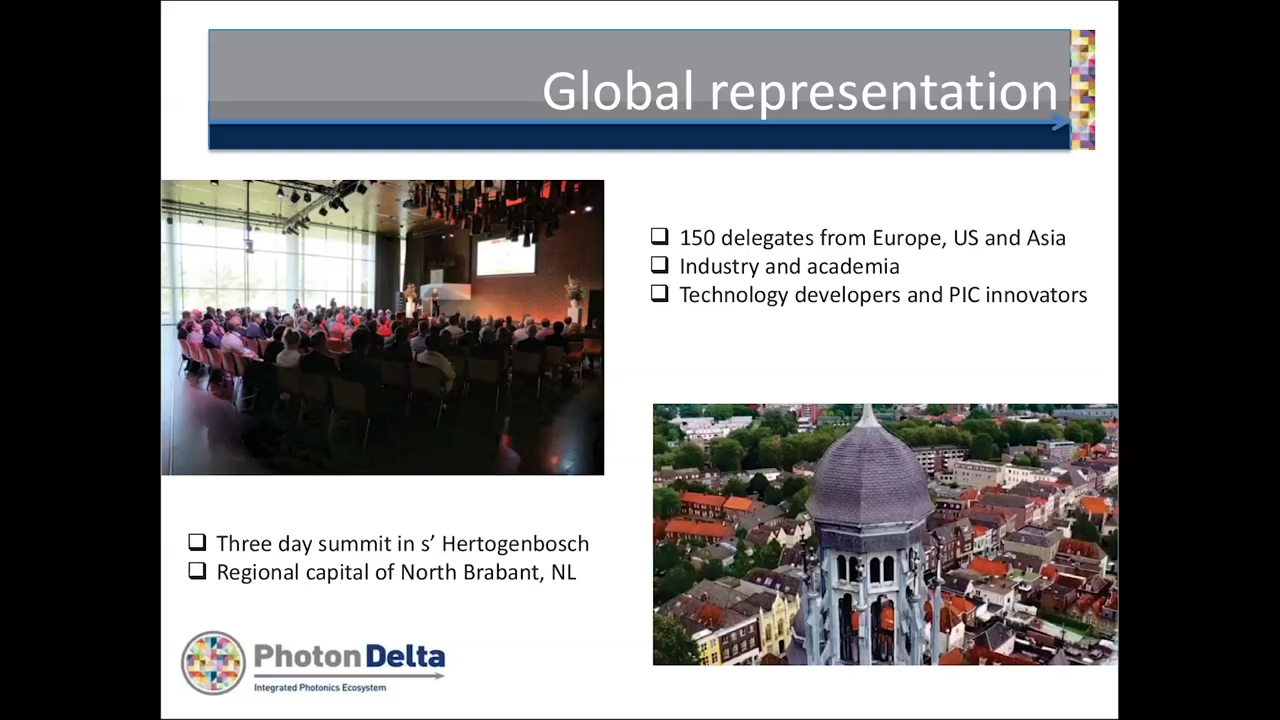 Global representation
150 delegates from Europe, US and Asia
Industry and academia
Technology developers and PIC innovators
Three day summit in s’ Hertogenbosch
Regional capital of North Brabant, NL
PhotonDelta
Integrated Photonics Ecosystem